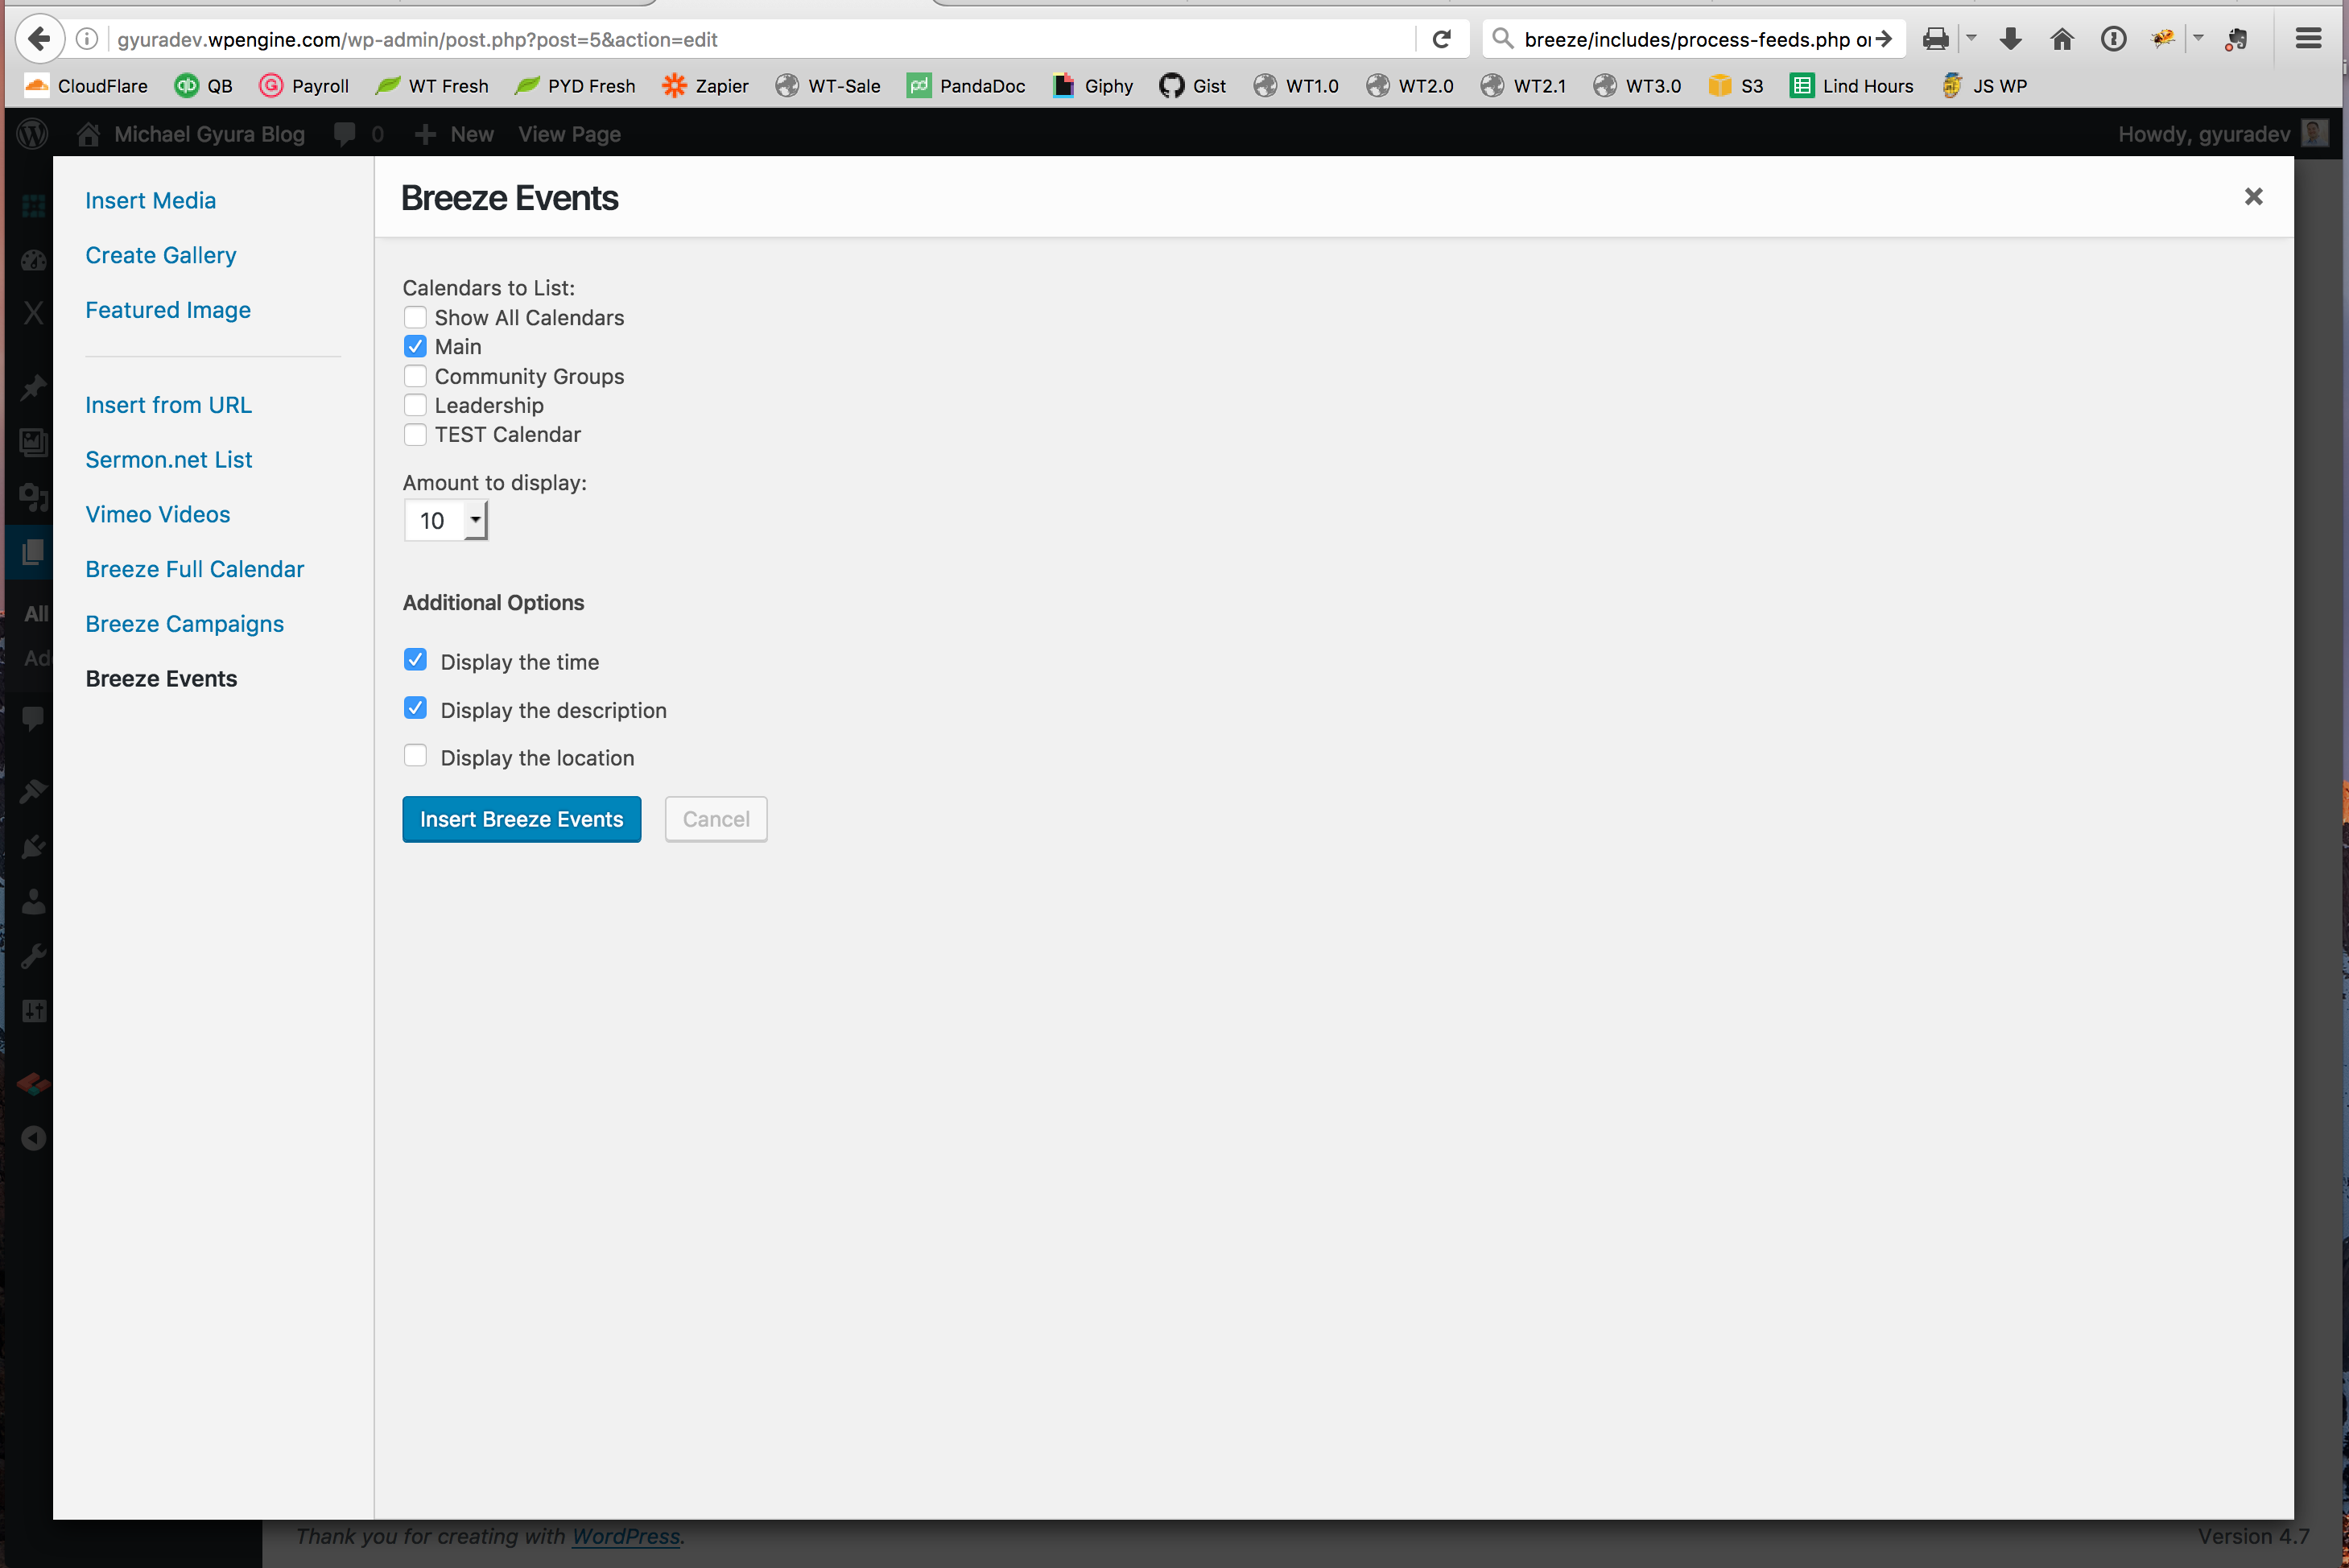 gyuradev.wpengine.com/wp-admin/post.php?post=5&action=edit
breeze/includes/process-feeds.php
CloudFlare QB Payroll WT Fresh PYD Fresh Zapier WT-Sale PandaDoc Giphy Gist WT1.0 WT2.0 WT2.1 WT3.0 S3 Lind Hours JS WP
Michael Gyura Blog 0 New View Page Howdy, gyuradev
Insert Media
Create Gallery
Featured Image
Insert from URL
Sermon.net List
Vimeo Videos
Breeze Full Calendar
Breeze Campaigns
Breeze Events
All
Breeze Events
Calendars to List:
Show All Calendars
Main
Community Groups
Leadership
TEST Calendar
Amount to display:
10
Additional Options
Display the time
Display the description
Display the location
Insert Breeze Events Cancel
Thank you for creating with WordPress. Version 4.7